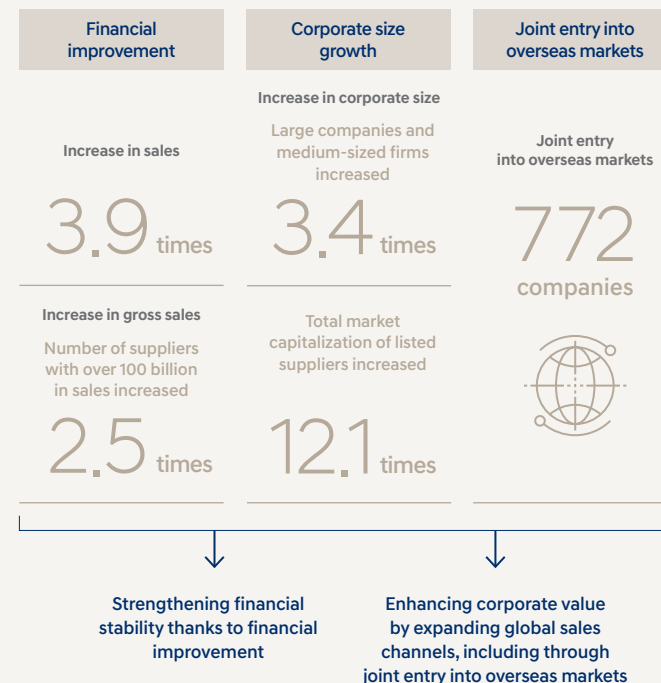 Financial
improvement
Increase in sales
3.9 times
Increase in gross sales
Number of suppliers
with over 100 billion
in sales increased
2.5 times
Corporate size
growth
Increase in corporate size
Large companies and
medium-sized firms
increased
3.4 times
Total market
capitalization of listed
suppliers increased
12.1 times
Joint entry into
overseas markets
Joint entry
into overseas markets
772
companies
Strengthening financial
stability thanks to financial
improvement
Enhancing corporate value
by expanding global sales
channels, including through
joint entry into overseas markets